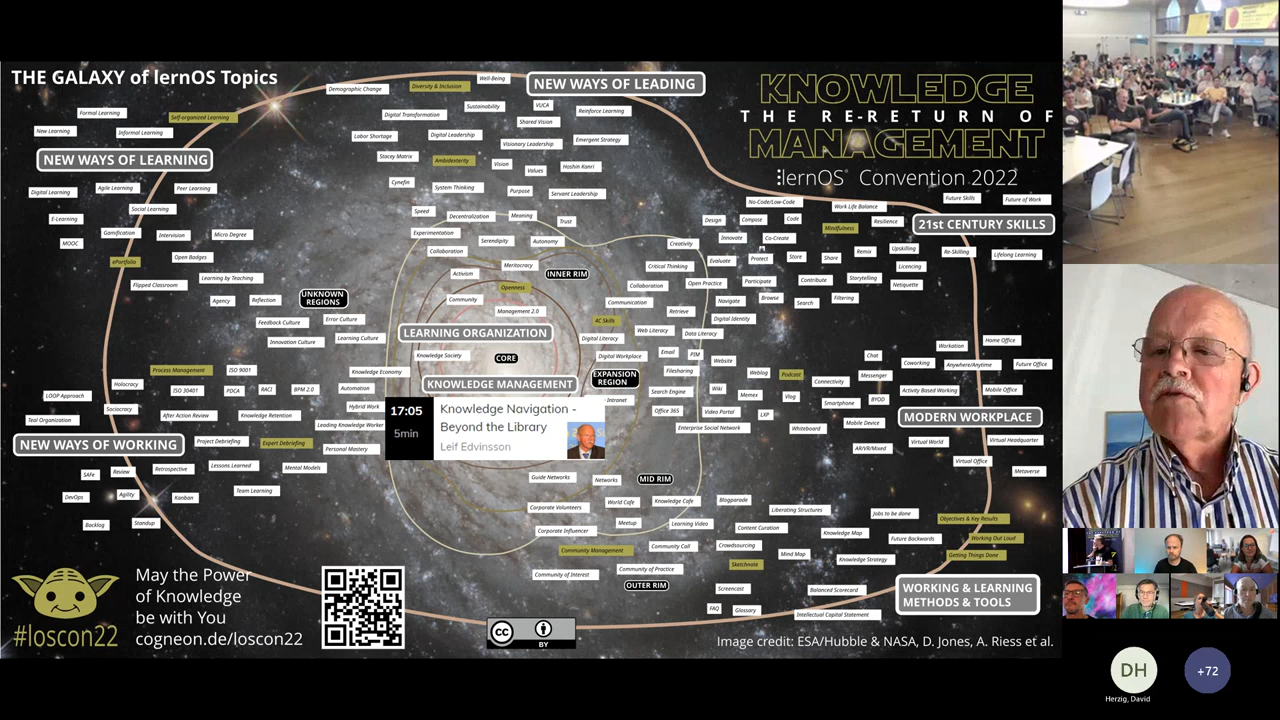 THE GALAXY of lernOS Topics
NEW WAYS OF LEADING
KNOWLEDGE
THE RE-RETURN OF
MANAGEMENT
lernOS® Convention 2022
Demographic Change
Diversity & Inclusion
Well-Being
Digital Transformation
Sustainability
VUCA
Reinforce Learning
Shared Vision
Labor Shortage
Digital Leadership
Visionary Leadership
Emergent Strategy
Stacey Matrix
Ambidexterity
Vision
Values
Hoshin Kanri
Cynefin
System Thinking
Purpose
Servant Leadership
Speed
Decentralization
Meaning
Trust
Formal Learning
Self-organized Learning
New Learning
Informal Learning
NEW WAYS OF LEARNING
Digital Learning
Agile Learning
Peer Learning
Social Learning
E-Learning
Gamification
Intervision
Micro Degree
MOOC
Open Badges
ePortfolio
Flipped Classroom
Learning by Teaching
Agency
Reflection
Feedback Culture
Error Culture
Innovation Culture
Learning Culture
UNKNOWN
REGIONS
Experimentation
Serendipity
Autonomy
Collaboration
Meritocracy
Activism
INNER RIM
Openness
Community
Management 2.0
LEARNING ORGANIZATION
Knowledge Society
CORE
Knowledge Economy
KNOWLEDGE MANAGEMENT
Automation
Hybrid Work
Leading Knowledge Worker
Personal Mastery
17:05
5min
Knowledge Navigation -
Beyond the Library
Leif Edvinsson
No-Code/Low-Code
Work Life Balance
Future Skills
Future of Work
21ST CENTURY SKILLS
Design
Compose
Code
Mindfulness
Resilience
Creativity
Innovate
Co-Create
Evaluate
Protect
Store
Share
Remix
Upskilling
Re-Skilling
Lifelong Learning
Critical Thinking
Licencing
Collaboration
Open Practice
Participate
Contribute
Storytelling
Netiquette
Communication
Navigate
Browse
Search
Filtering
Retrieve
Digital Identity
4C Skills
Web Literacy
Data Literacy
Digital Literacy
Digital Workplace
Email
PIM
Website
Filesharing
EXPANSION
REGION
Weblog
Podcast
Connectivity
Chat
Messenger
Search Engine
Wiki
Memex
Vlog
Smartphone
BYOD
Intranet
Office 365
Video Portal
LXP
Mobile Device
Enterprise Social Network
Whiteboard
AR/VR/Mixed
Workation
Home Office
Coworking
Anywhere/Anytime
Future Office
Activity Based Working
Mobile Office
MODERN WORKPLACE
Virtual World
Virtual Headquarter
Virtual Office
Metaverse
Process Management
ISO 9001
Holocracy
ISO 30401
PDCA
RACI
BPM 2.0
LOOP Approach
Sociocracy
After Action Review
Knowledge Retention
Teal Organization
NEW WAYS OF WORKING
Project Debriefing
Expert Debriefing
SAFe
Review
Retrospective
Lessons Learned
Mental Models
DevOps
Agility
Kanban
Team Learning
Backlog
Standup
Guide Networks
Networks
MID RIM
Corporate Volunteers
World Cafe
Knowledge Cafe
Blogparade
Liberating Structures
Jobs to be done
Objectives & Key Results
Corporate Influencer
Meetup
Learning Video
Content Curation
Knowledge Map
Future Backwards
Working Out Loud
Community Management
Community Call
Crowdsourcing
Mind Map
Knowledge Strategy
Getting Things Done
Sketchnote
Community of Interest
Community of Practice
OUTER RIM
Screencast
Balanced Scorecard
WORKING & LEARNING
METHODS & TOOLS
FAQ
Glossary
Intellectual Capital Statement
#loscon22
May the Power
of Knowledge
be with You
cogneon.de/loscon22
CC
BY
Image credit: ESA/Hubble & NASA, D. Jones, A. Riess et al.
DH
Herzig, David
+72